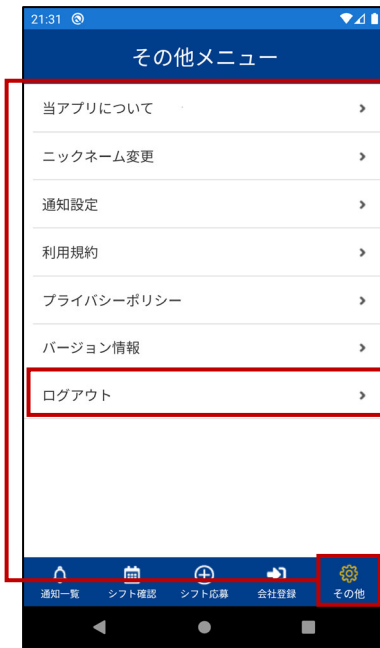 21:31
その他メニュー
当アプリについて
ニックネーム変更
通知設定
利用規約
プライバシーポリシー
バージョン情報
ログアウト
通知一覧 シフト確認 シフト応募 会社登録 その他